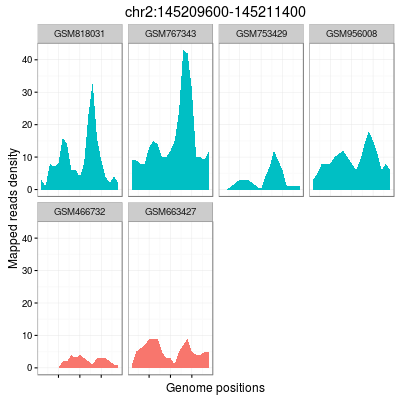 chr2:145209600-145211400
GSM818031 GSM767343 GSM753429 GSM956008
40
30
20
10
0
GSM466732 GSM663427
40
30
20
10
0
Mapped reads density
Genome positions